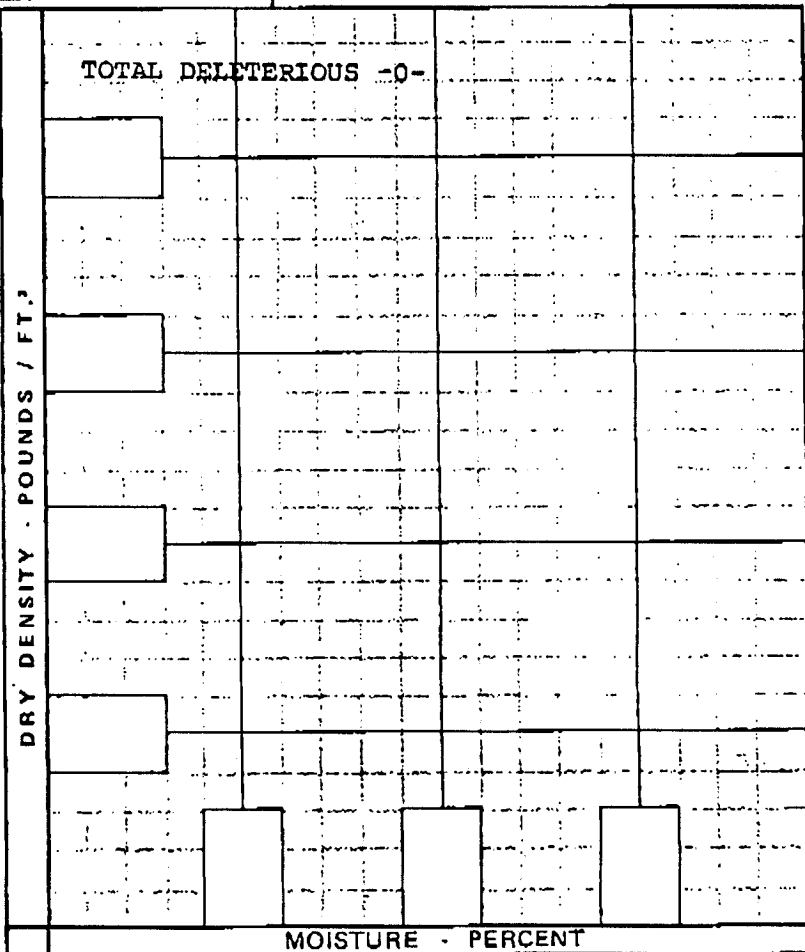 TOTAL DELETERIOUS -0-
DRY DENSITY - POUNDS / FT.³
MOISTURE - PERCENT